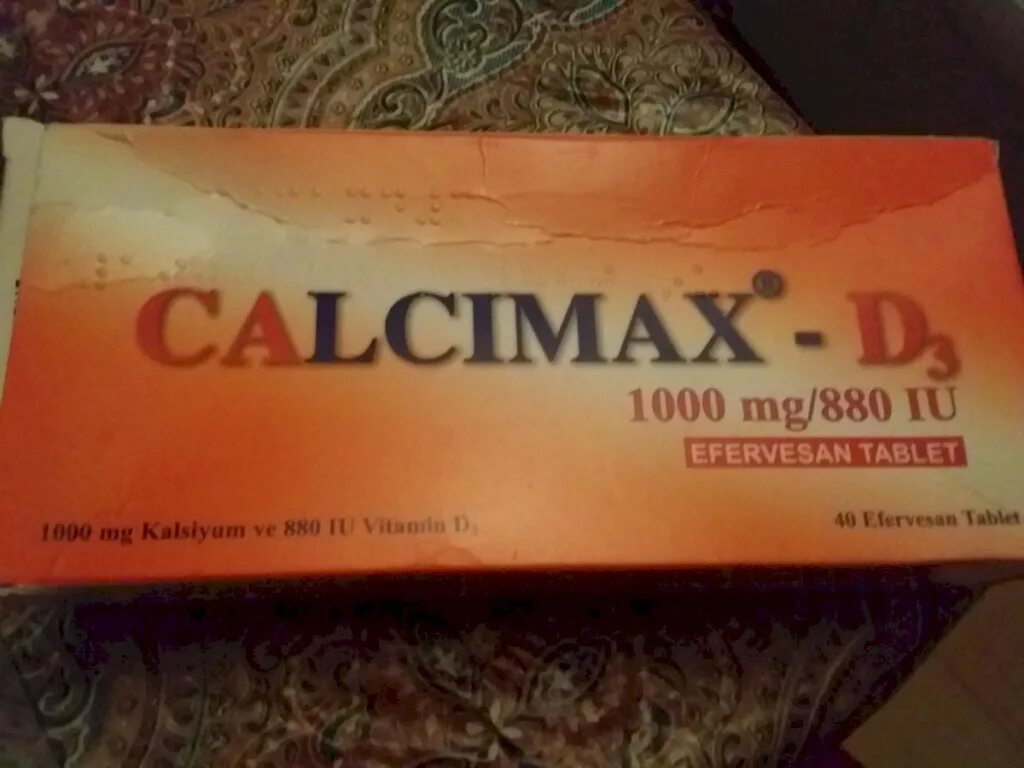 CALCIMAX® - D3
1000 mg/880 IU
EFERVESAN TABLET
1000 mg Kalsiyum ve 880 IU Vitamin D3
40 Efervesan Tablet